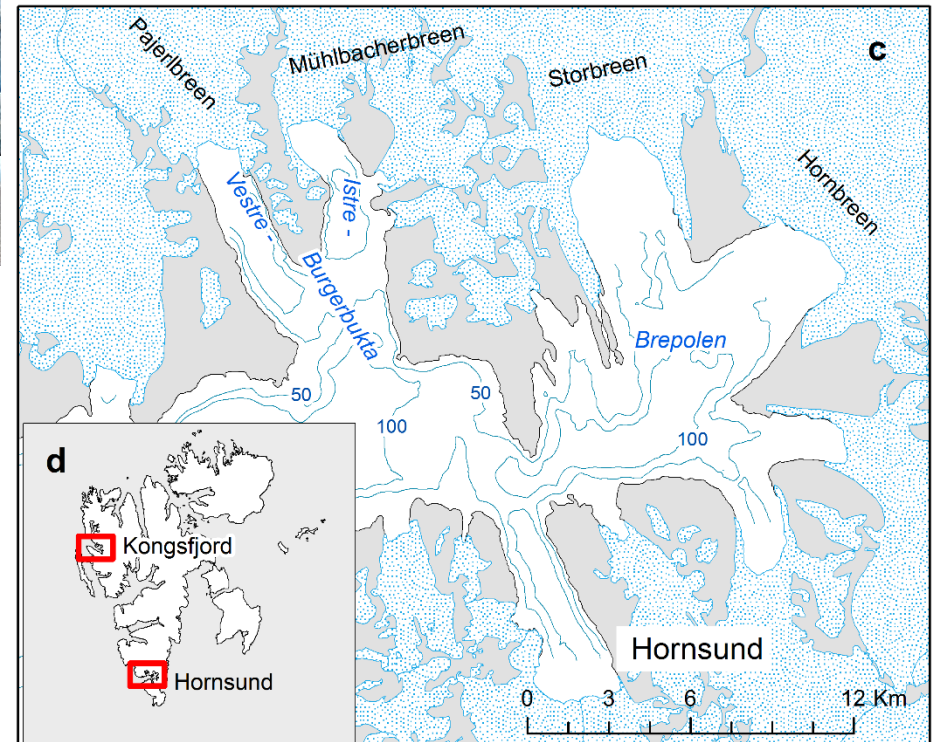 c
Pajerlbreen
Mühlbacherbreen
Storbreen
Hornbreen
Vestre -
Istre -
Burgerbukta
Brepolen
50
50
100
100
d
Kongsfjord
Hornsund
Hornsund
0 3 6 12 Km